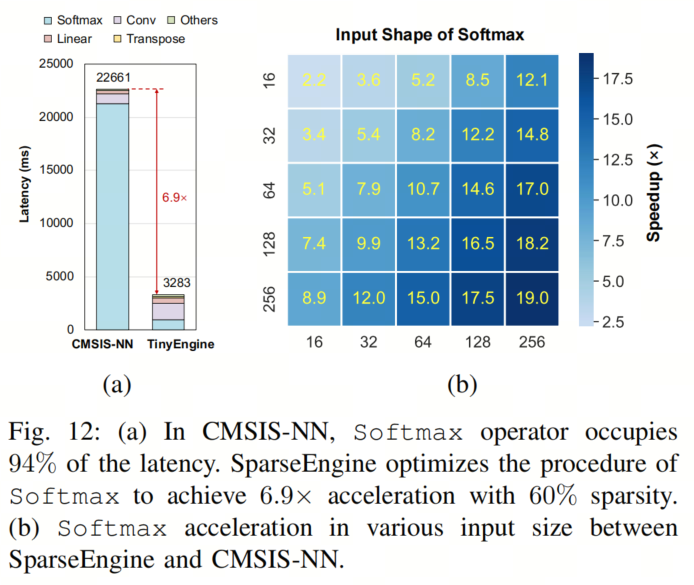 Softmax Conv Others
Linear Transpose
25000
22661
20000
15000
10000
5000
0
Latency (ms)
6.9×
3283
CMSIS-NN TinyEngine
(a)
Input Shape of Softmax
16 2.2 3.6 5.2 8.5 12.1
32 3.4 5.4 8.2 12.2 14.8
64 5.1 7.9 10.7 14.6 17.0
128 7.4 9.9 13.2 16.5 18.2
256 8.9 12.0 15.0 17.5 19.0
16 32 64 128 256
17.5
15.0
12.5
10.0
7.5
5.0
2.5
Speedup (×)
(b)
Fig. 12: (a) In CMSIS-NN, Softmax operator occupies
94% of the latency. SparseEngine optimizes the procedure of
Softmax to achieve 6.9× acceleration with 60% sparsity.
(b) Softmax acceleration in various input size between
SparseEngine and CMSIS-NN.